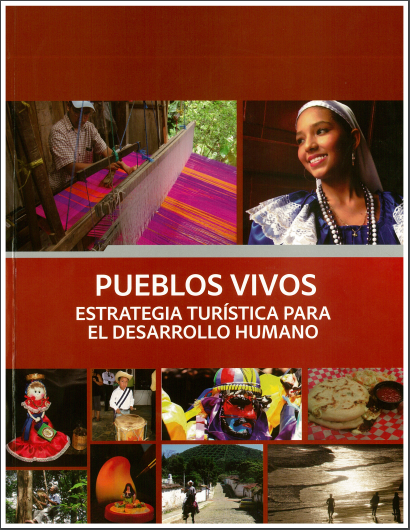 PUEBLOS VIVOS
ESTRATEGIA TURÍSTICA PARA
EL DESARROLLO HUMANO